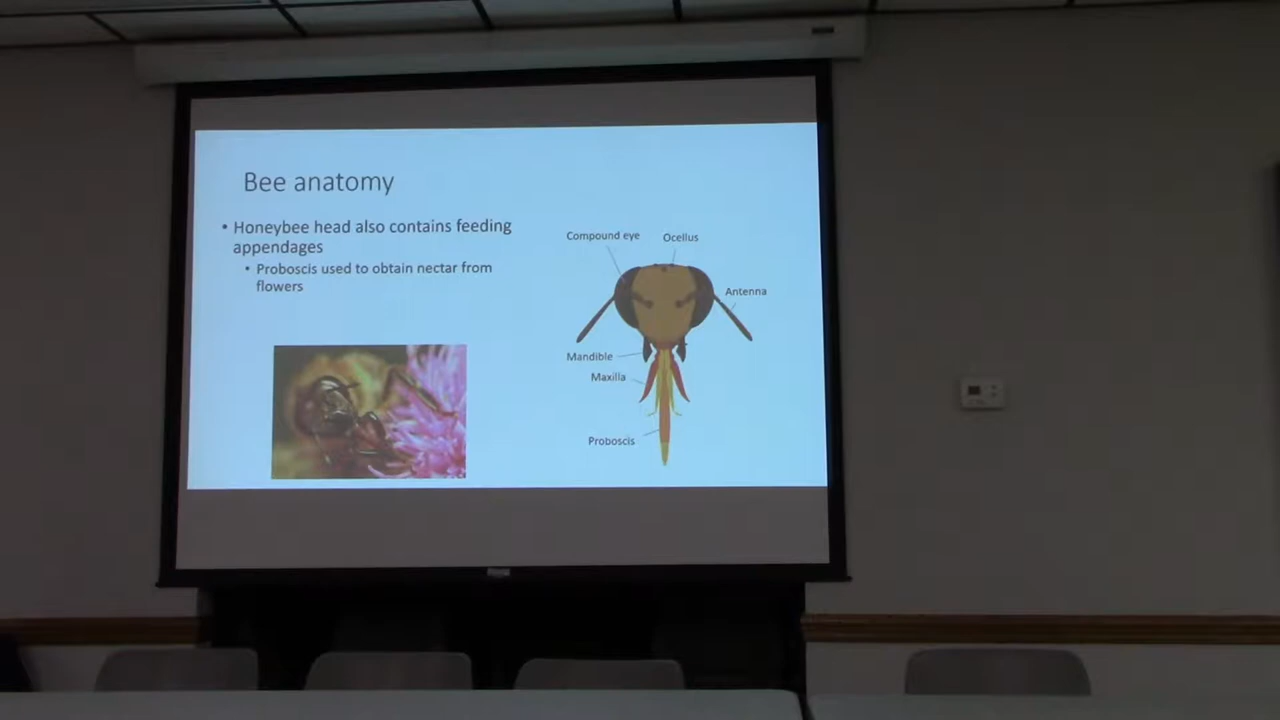 Bee anatomy
• Honeybee head also contains feeding
appendages
• Proboscis used to obtain nectar from
flowers
Compound eye
Ocellus
Antenna
Mandible
Maxilla
Proboscis